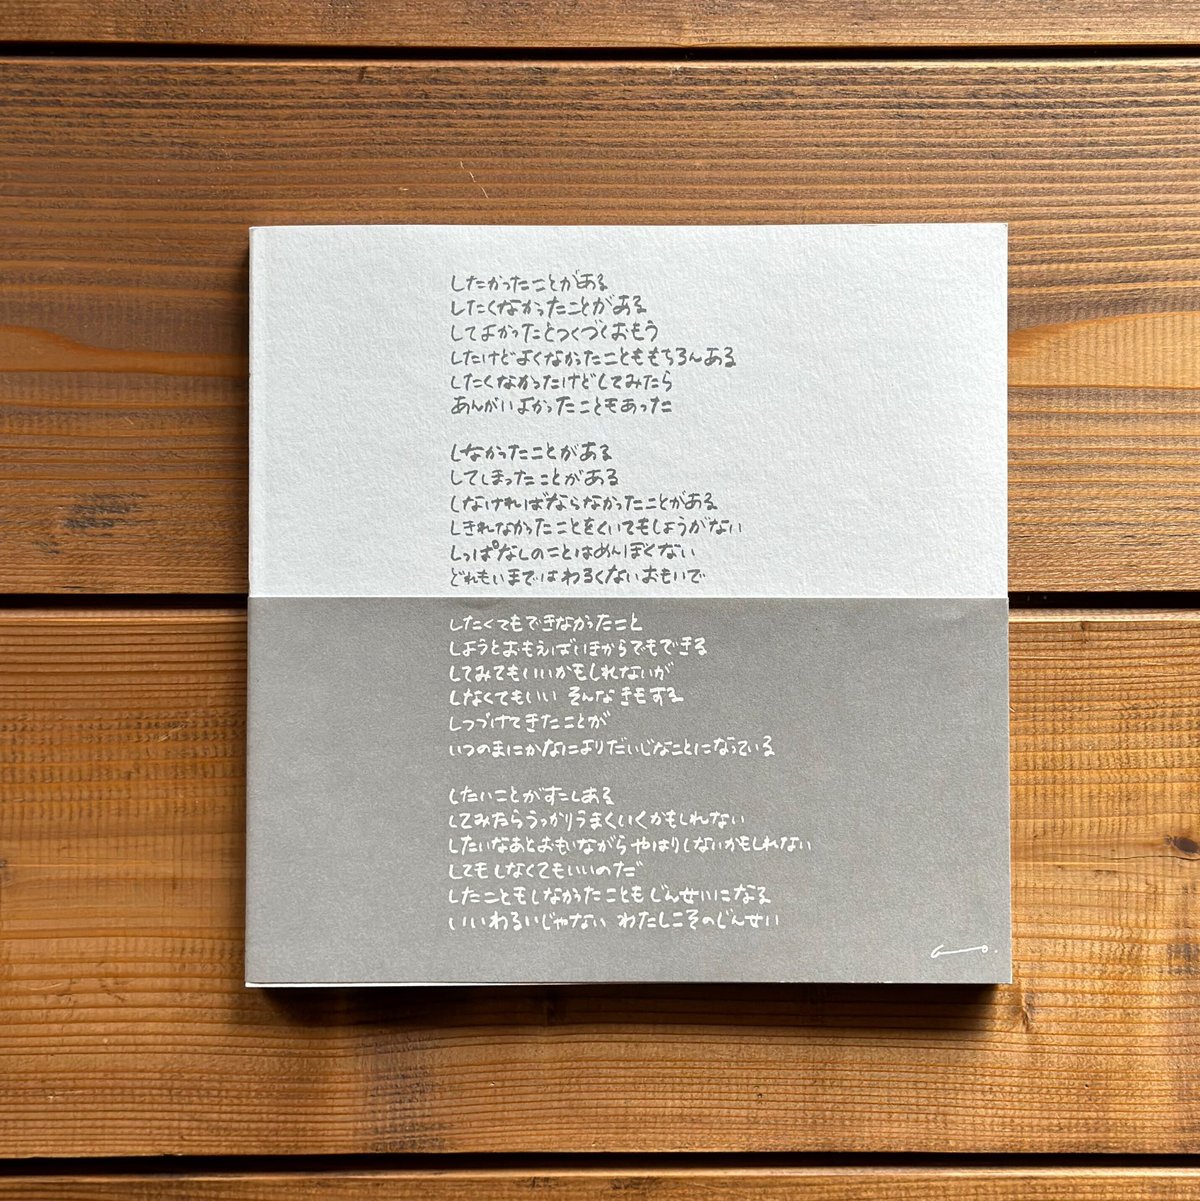 したかったことがある
したくなかったことがある
してよかったとつくづくおもう
したけどよくなかったことももちろんある
したくなかったけどしてみたら
あんがいよかったこともあった
しなかったことがある
してしまったことがある
しなければならなかったことがある
しきれなかったことをくいてもしょうがない
しっぱなしのことはめんぼくない
どれもいまではわるくないおもいで
したくてもできなかったこと
しようとおもえばいまからでもできる
してみてもいいかもしれないが
しなくてもいい そんなきもする
しつづけてきたことが
いつのまにかなによりだいじなことになっている
したいことがすこしある
してみたらうっかりうまくいくかもしれない
したいなあとおもいながらやはりしないかもしれない
してもしなくてもいいのだ
したこともしなかったこともじんせいになる
いいわるいじゃない わたしこそのじんせい